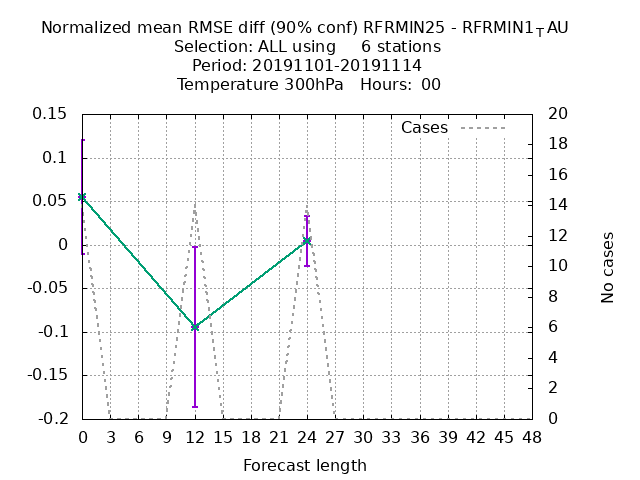 Normalized mean RMSE diff (90% conf) RFRMIN25 - RFRMIN1TAU
Selection: ALL using 6 stations
Period: 20191101-20191114
Temperature 300hPa Hours: 00
Cases
0.15
0.1
0.05
0
-0.05
-0.1
-0.15
-0.2
20
18
16
14
12
10
8
6
4
2
0
No cases
0 3 6 9 12 15 18 21 24 27 30 33 36 39 42 45 48
Forecast length